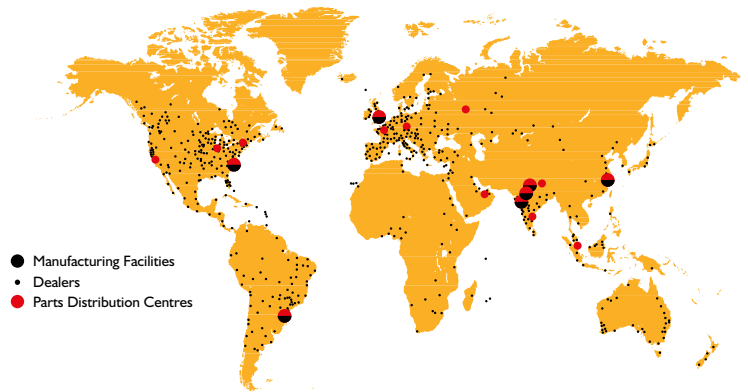 Manufacturing Facilities
Dealers
Parts Distribution Centres